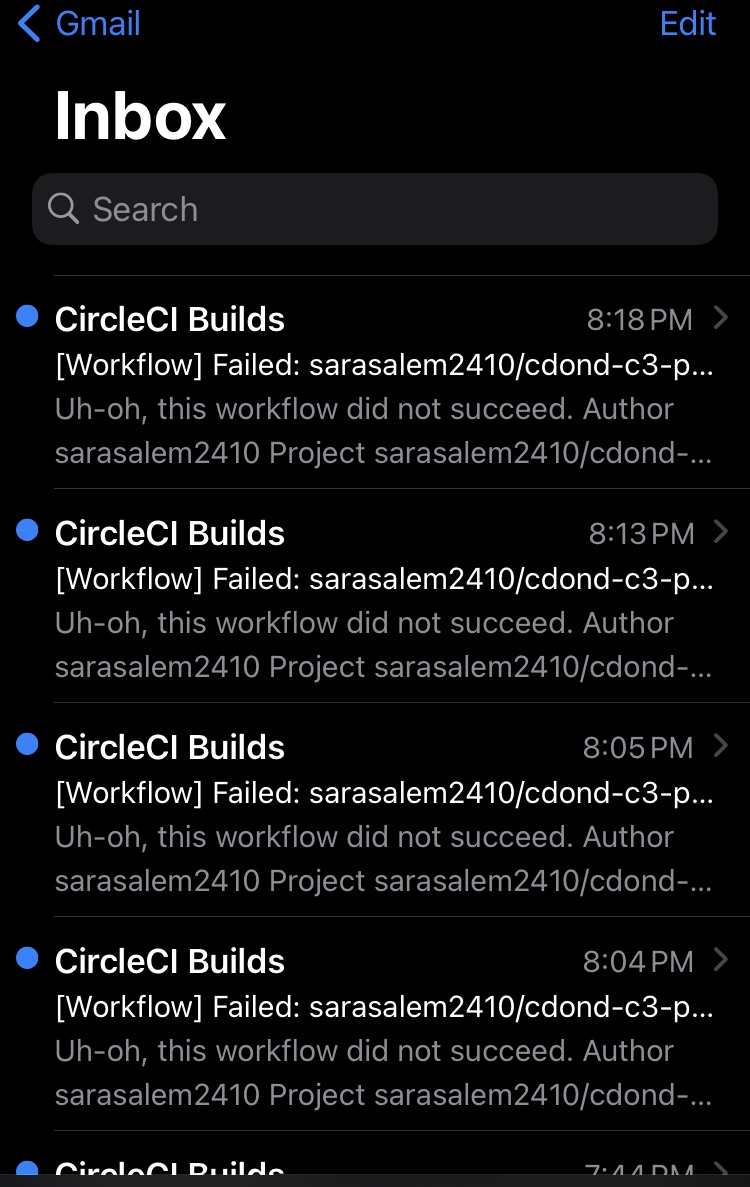 Gmail
Edit
Inbox
Search
CircleCI Builds
8:18 PM
[Workflow] Failed: sarasalem2410/cdond-c3-p...
Uh-oh, this workflow did not succeed. Author
sarasalem2410 Project sarasalem2410/cdond-...
CircleCI Builds
8:13 PM
[Workflow] Failed: sarasalem2410/cdond-c3-p...
Uh-oh, this workflow did not succeed. Author
sarasalem2410 Project sarasalem2410/cdond-...
CircleCI Builds
8:05 PM
[Workflow] Failed: sarasalem2410/cdond-c3-p...
Uh-oh, this workflow did not succeed. Author
sarasalem2410 Project sarasalem2410/cdond-...
CircleCI Builds
8:04 PM
[Workflow] Failed: sarasalem2410/cdond-c3-p...
Uh-oh, this workflow did not succeed. Author
sarasalem2410 Project sarasalem2410/cdond-...
CircleCI Builds
7:44 PM